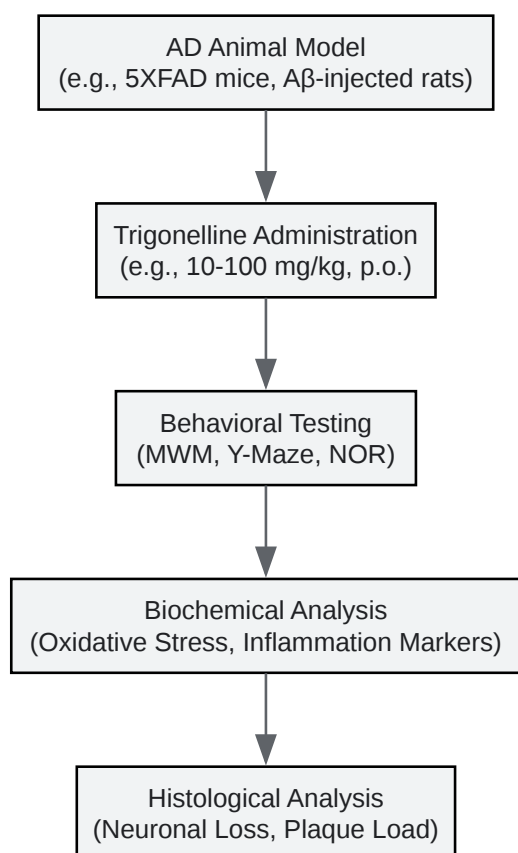 AD Animal Model
(e.g., 5XFAD mice, Aβ-injected rats)
Trigonelline Administration
(e.g., 10-100 mg/kg, p.o.)
Behavioral Testing
(MWM, Y-Maze, NOR)
Biochemical Analysis
(Oxidative Stress, Inflammation Markers)
Histological Analysis
(Neuronal Loss, Plaque Load)